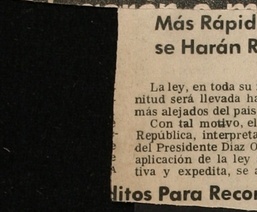 Más Rápid
se Harán R
La ley, en toda su
nitud será llevada ha
más alejados del país
Con tal motivo, el
República, interpreta
del Presidente Díaz O
aplicación de la ley
tiva y expedita, se a
ditos Para Recon